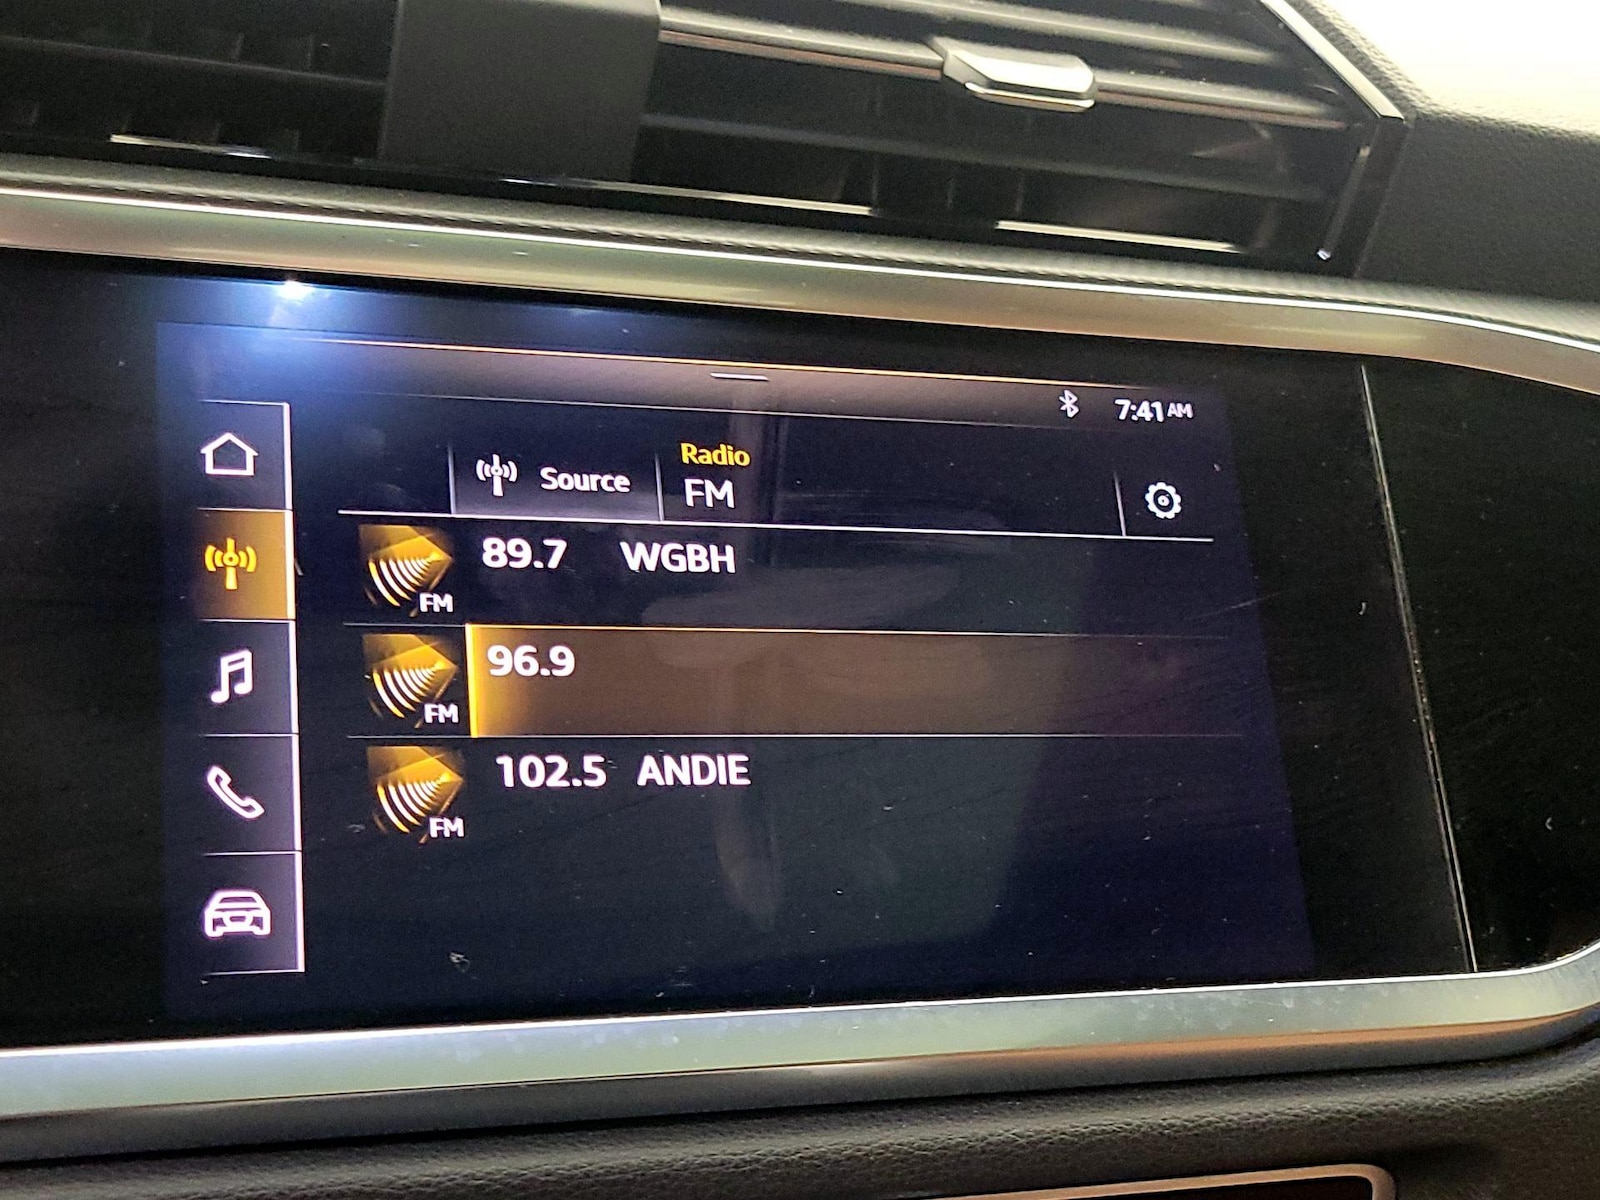 7:41 AM
Source
Radio
FM
89.7 WGBH
FM
96.9
FM
102.5 ANDIE
FM